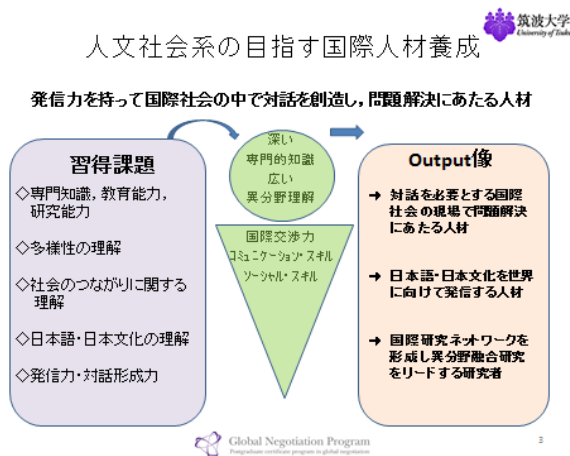 筑波大学
University of Tsuku
人文社会系の目指す国際人材養成
発信力を持って国際社会の中で対話を創造し，問題解決にあたる人材
習得課題
◇専門知識，教育能力，
研究能力
◇多様性の理解
◇社会のつながりに関する
理解
◇日本語・日本文化の理解
◇発信力・対話形成力
深い
専門的知識
広い
異分野理解
国際交渉力
コミュニケーション・スキル
ソーシャル・スキル
Output像
➔ 対話を必要とする国際
社会の現場で問題解決
にあたる人材
➔ 日本語・日本文化を世界
に向けて発信する人材
➔ 国際研究ネットワークを
形成し異分野融合研究
をリードする研究者
Global Negotiation Program
Postgraduate certificate program in global negotiation
3